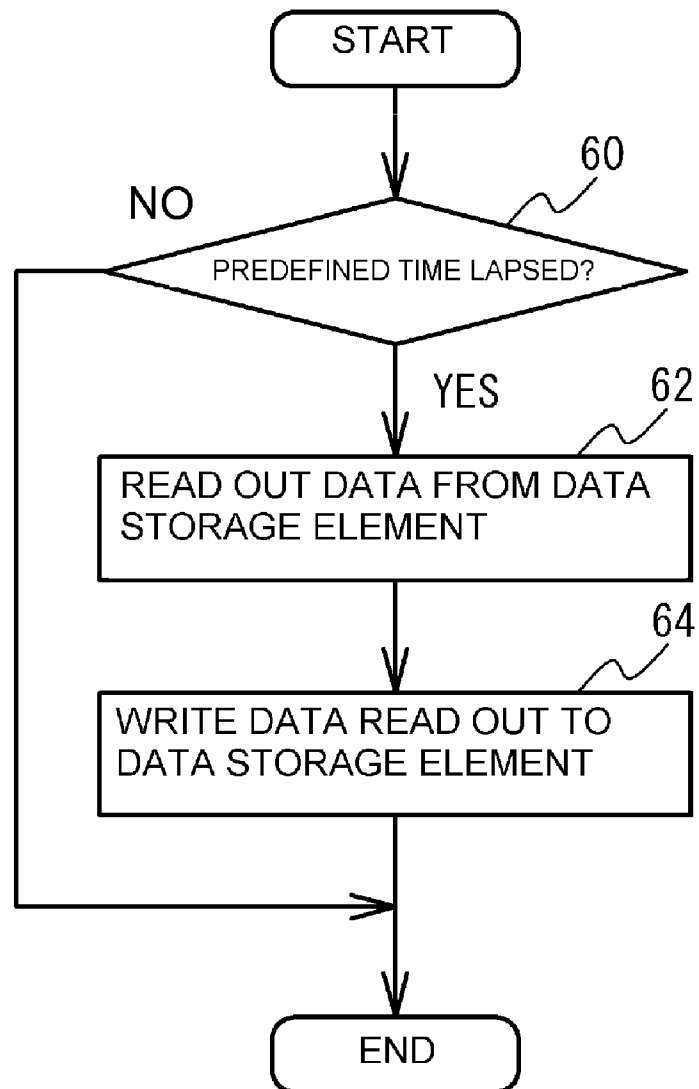 START
60
NO
PREDEFINED TIME LAPSED?
YES
62
READ OUT DATA FROM DATA
STORAGE ELEMENT
64
WRITE DATA READ OUT TO
DATA STORAGE ELEMENT
END